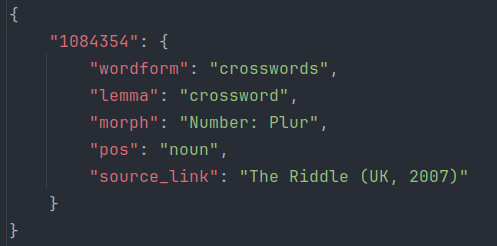 {
    "1084354": {
        "wordform": "crosswords",
        "lemma": "crossword",
        "morph": "Number: Plur",
        "pos": "noun",
        "source_link": "The Riddle (UK, 2007)"
    }
}